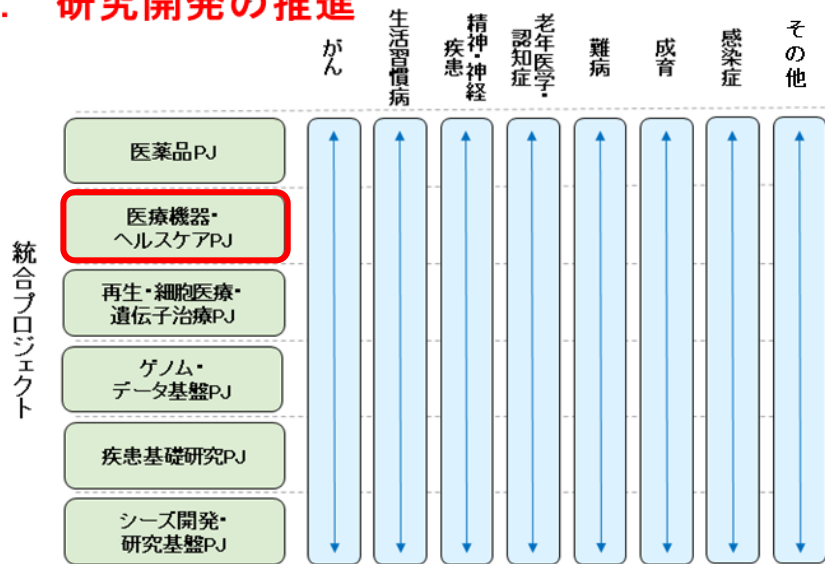 . 研究開発の推進
がん
生活習慣病
精神・神経
疾患
老年医学・
認知症
難病
成育
感染症
その他
統合プロジェクト
医薬品PJ
医療機器・
ヘルスケアPJ
再生・細胞医療・
遺伝子治療PJ
ゲノム・
データ基盤PJ
疾患基礎研究PJ
シーズ開発・
研究基盤PJ